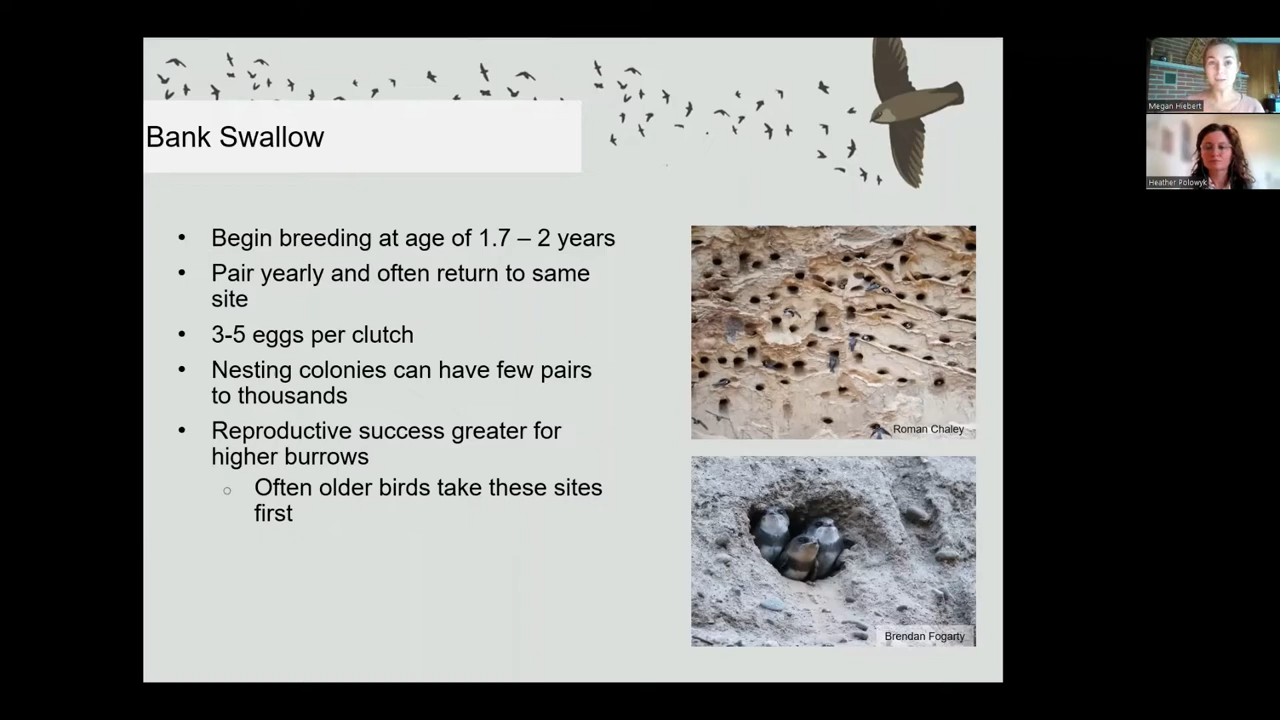 Bank Swallow
• Begin breeding at age of 1.7 – 2 years
• Pair yearly and often return to same
site
• 3-5 eggs per clutch
• Nesting colonies can have few pairs
to thousands
• Reproductive success greater for
higher burrows
○ Often older birds take these sites
first
Roman Chaley
Brendan Fogarty
Megan Hiebert
Heather Polowyk